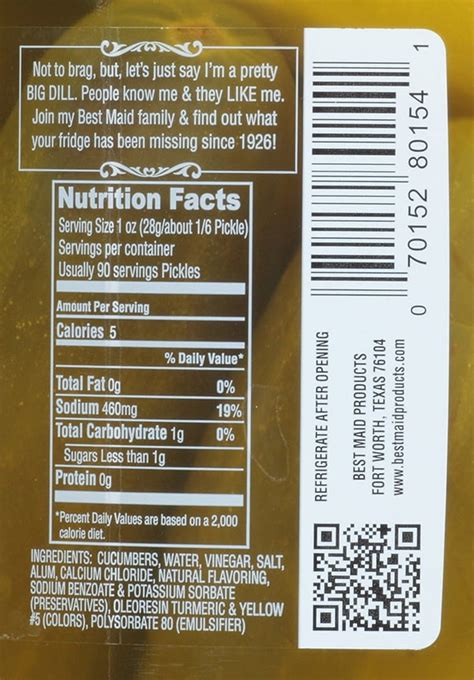 Not to brag, but, let's just say I'm a pretty
BIG DILL. People know me & they LIKE me.
Join my Best Maid family & find out what
your fridge has been missing since 1926!
Nutrition Facts
Serving Size 1 oz (28g/about 1/6 Pickle)
Servings per container
Usually 90 servings Pickles
Amount Per Serving
Calories 5
% Daily Value*
Total Fat 0g 0%
Sodium 460mg 19%
Total Carbohydrate 1g 0%
Sugars Less than 1g
Protein 0g
*Percent Daily Values are based on a 2,000
calorie diet.
INGREDIENTS: CUCUMBERS, WATER, VINEGAR, SALT,
ALUM, CALCIUM CHLORIDE, NATURAL FLAVORING,
SODIUM BENZOATE & POTASSIUM SORBATE
(PRESERVATIVES), OLEORESIN TURMERIC & YELLOW
#5 (COLORS), POLYSORBATE 80 (EMULSIFIER)
0 70152 80154 1
REFRIGERATE AFTER OPENING
BEST MAID PRODUCTS
FORT WORTH, TEXAS 76104
www.bestmaidproducts.com